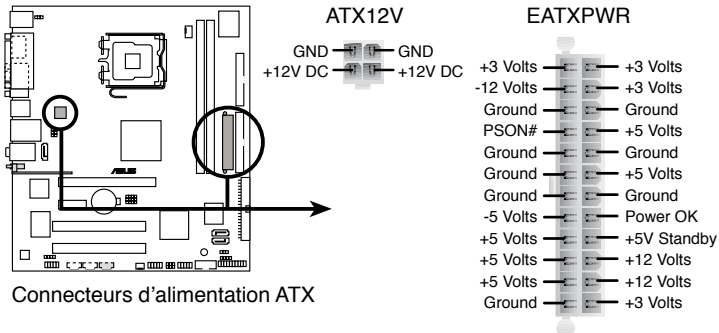 ATX12V
EATXPWR
GND GND
+12V DC +12V DC
+3 Volts +3 Volts
-12 Volts +3 Volts
Ground Ground
PSON# +5 Volts
Ground Ground
Ground +5 Volts
Ground Ground
-5 Volts Power OK
+5 Volts +5V Standby
+5 Volts +12 Volts
+5 Volts +12 Volts
Ground +3 Volts
ASUS
Connecteurs d’alimentation ATX